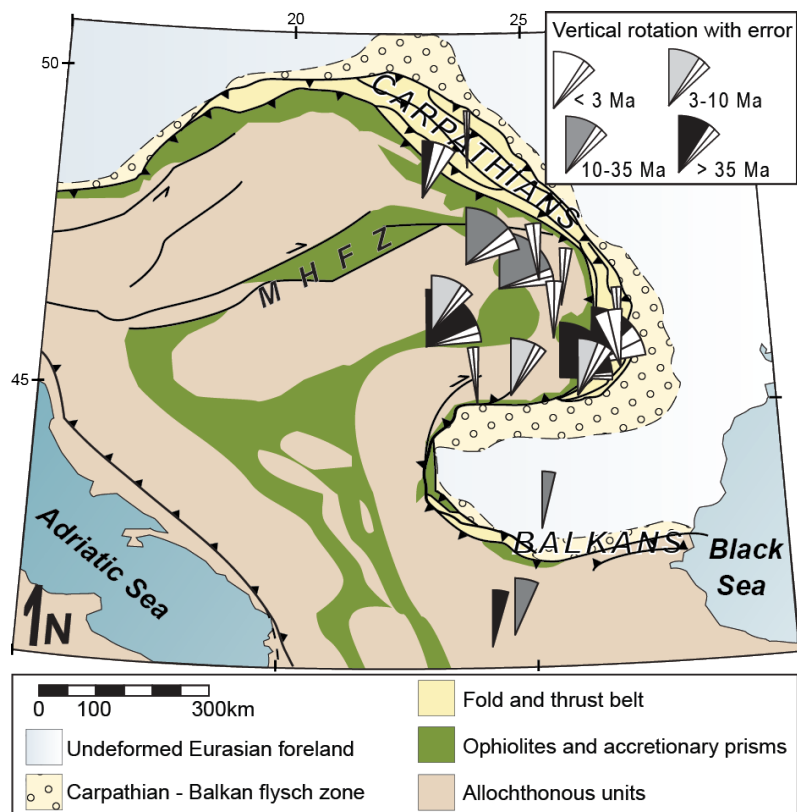 20
25
50
Vertical rotation with error
< 3 Ma
3-10 Ma
10-35 Ma
> 35 Ma
CARPATHIANS
MHFZ
45
Adriatic Sea
BALKANS
Black
Sea
N
0 100 300km
Undeformed Eurasian foreland
Carpathian - Balkan flysch zone
Fold and thrust belt
Ophiolites and accretionary prisms
Allochthonous units